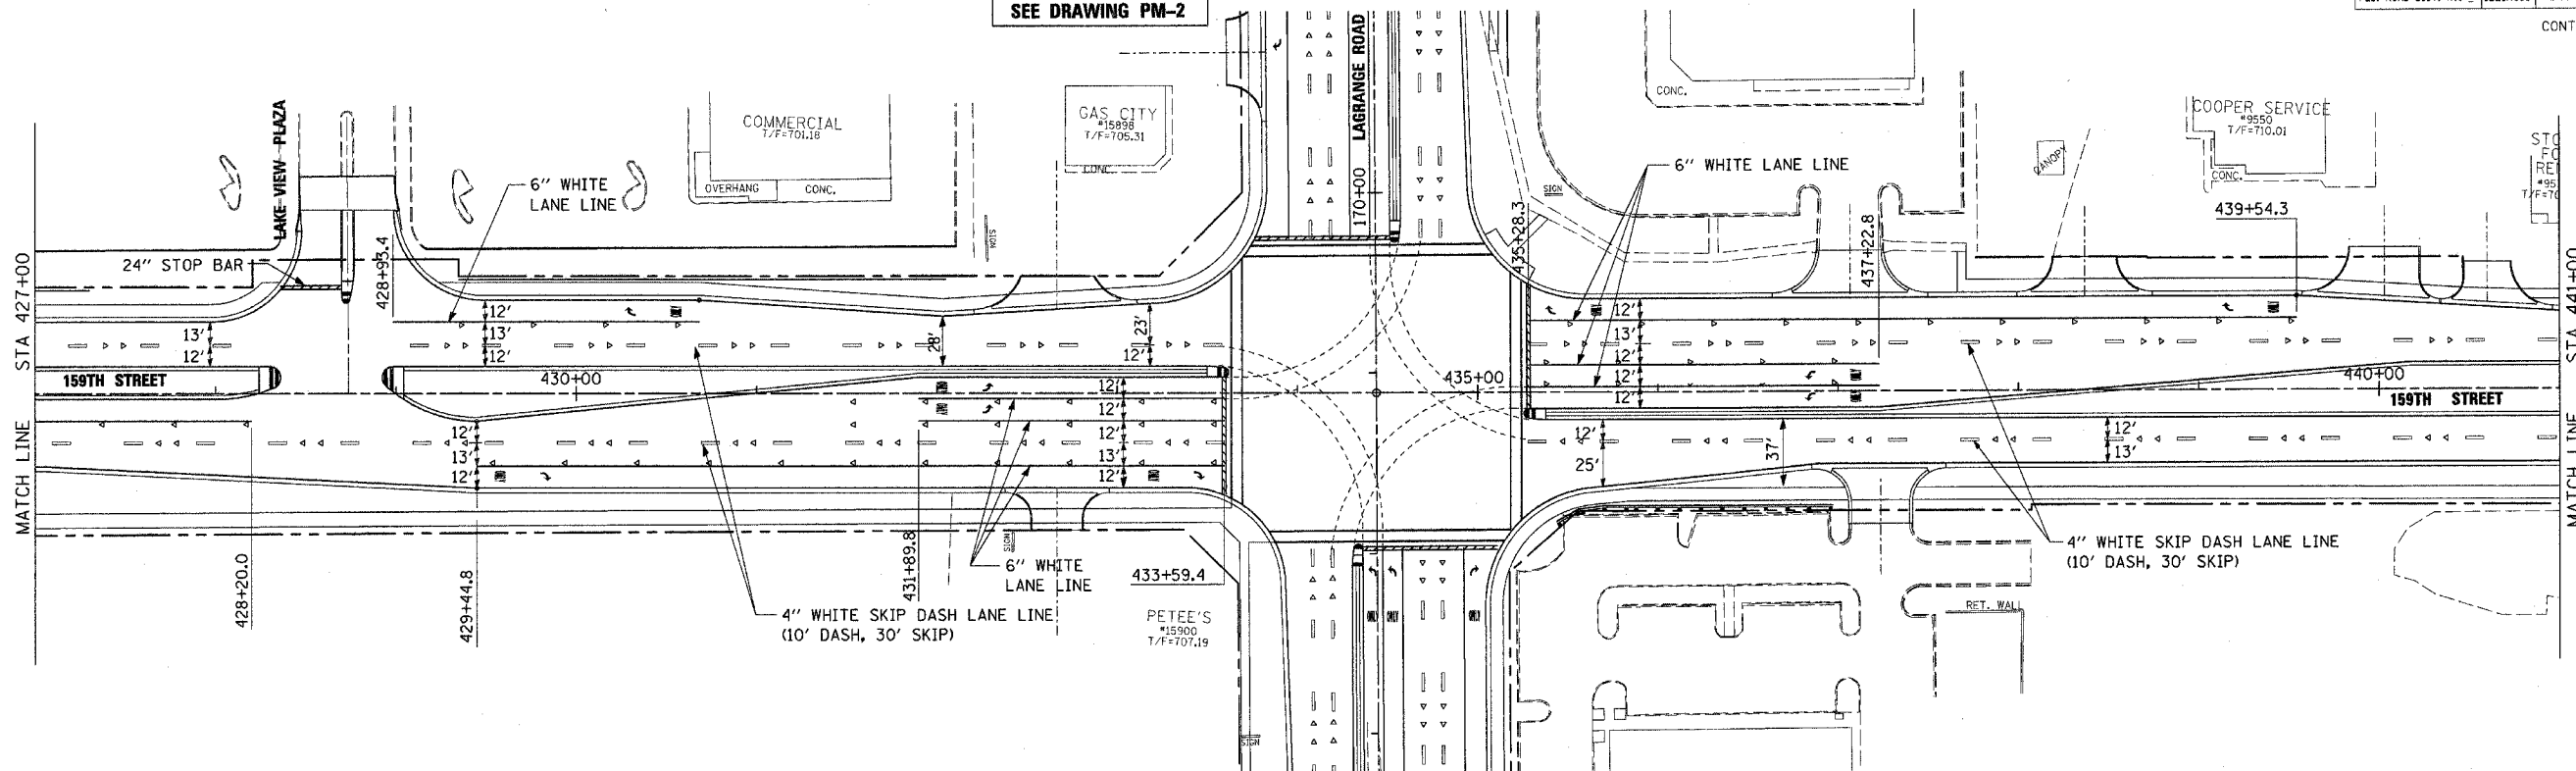 SEE DRAWING PM-2
CONT
LAGRANGE ROAD
170+00
LAKE VIEW PLAZA
COMMERCIAL
T/F=701.18
OVERHANG
CONC.
GAS CITY
#15898
T/F=705.31
CONC.
CONC.
COOPER SERVICE
#9550
T/F=710.01
CONC.
CANOPY
6" WHITE
LANE LINE
6" WHITE LANE LINE
SIGN
SIGN
24" STOP BAR
428+93.4
435+28.3
437+22.8
439+54.3
STA 427+00
MATCH LINE
STA 441+00
MATCH LINE
13'
12'
12'
13'
12'
28'
23'
12'
12'
13'
12'
12'
12'
159TH STREET
430+00
435+00
440+00
159TH STREET
12'
12'
12'
13'
12'
12'
13'
12'
12'
25'
37'
12'
13'
ONLY
428+20.0
429+44.8
431+89.8
433+59.4
SIGN
6" WHITE
LANE LINE
4" WHITE SKIP DASH LANE LINE
(10' DASH, 30' SKIP)
PETEE'S
#15900
T/F=707.19
SIGN
4" WHITE SKIP DASH LANE LINE
(10' DASH, 30' SKIP)
RET. WALL